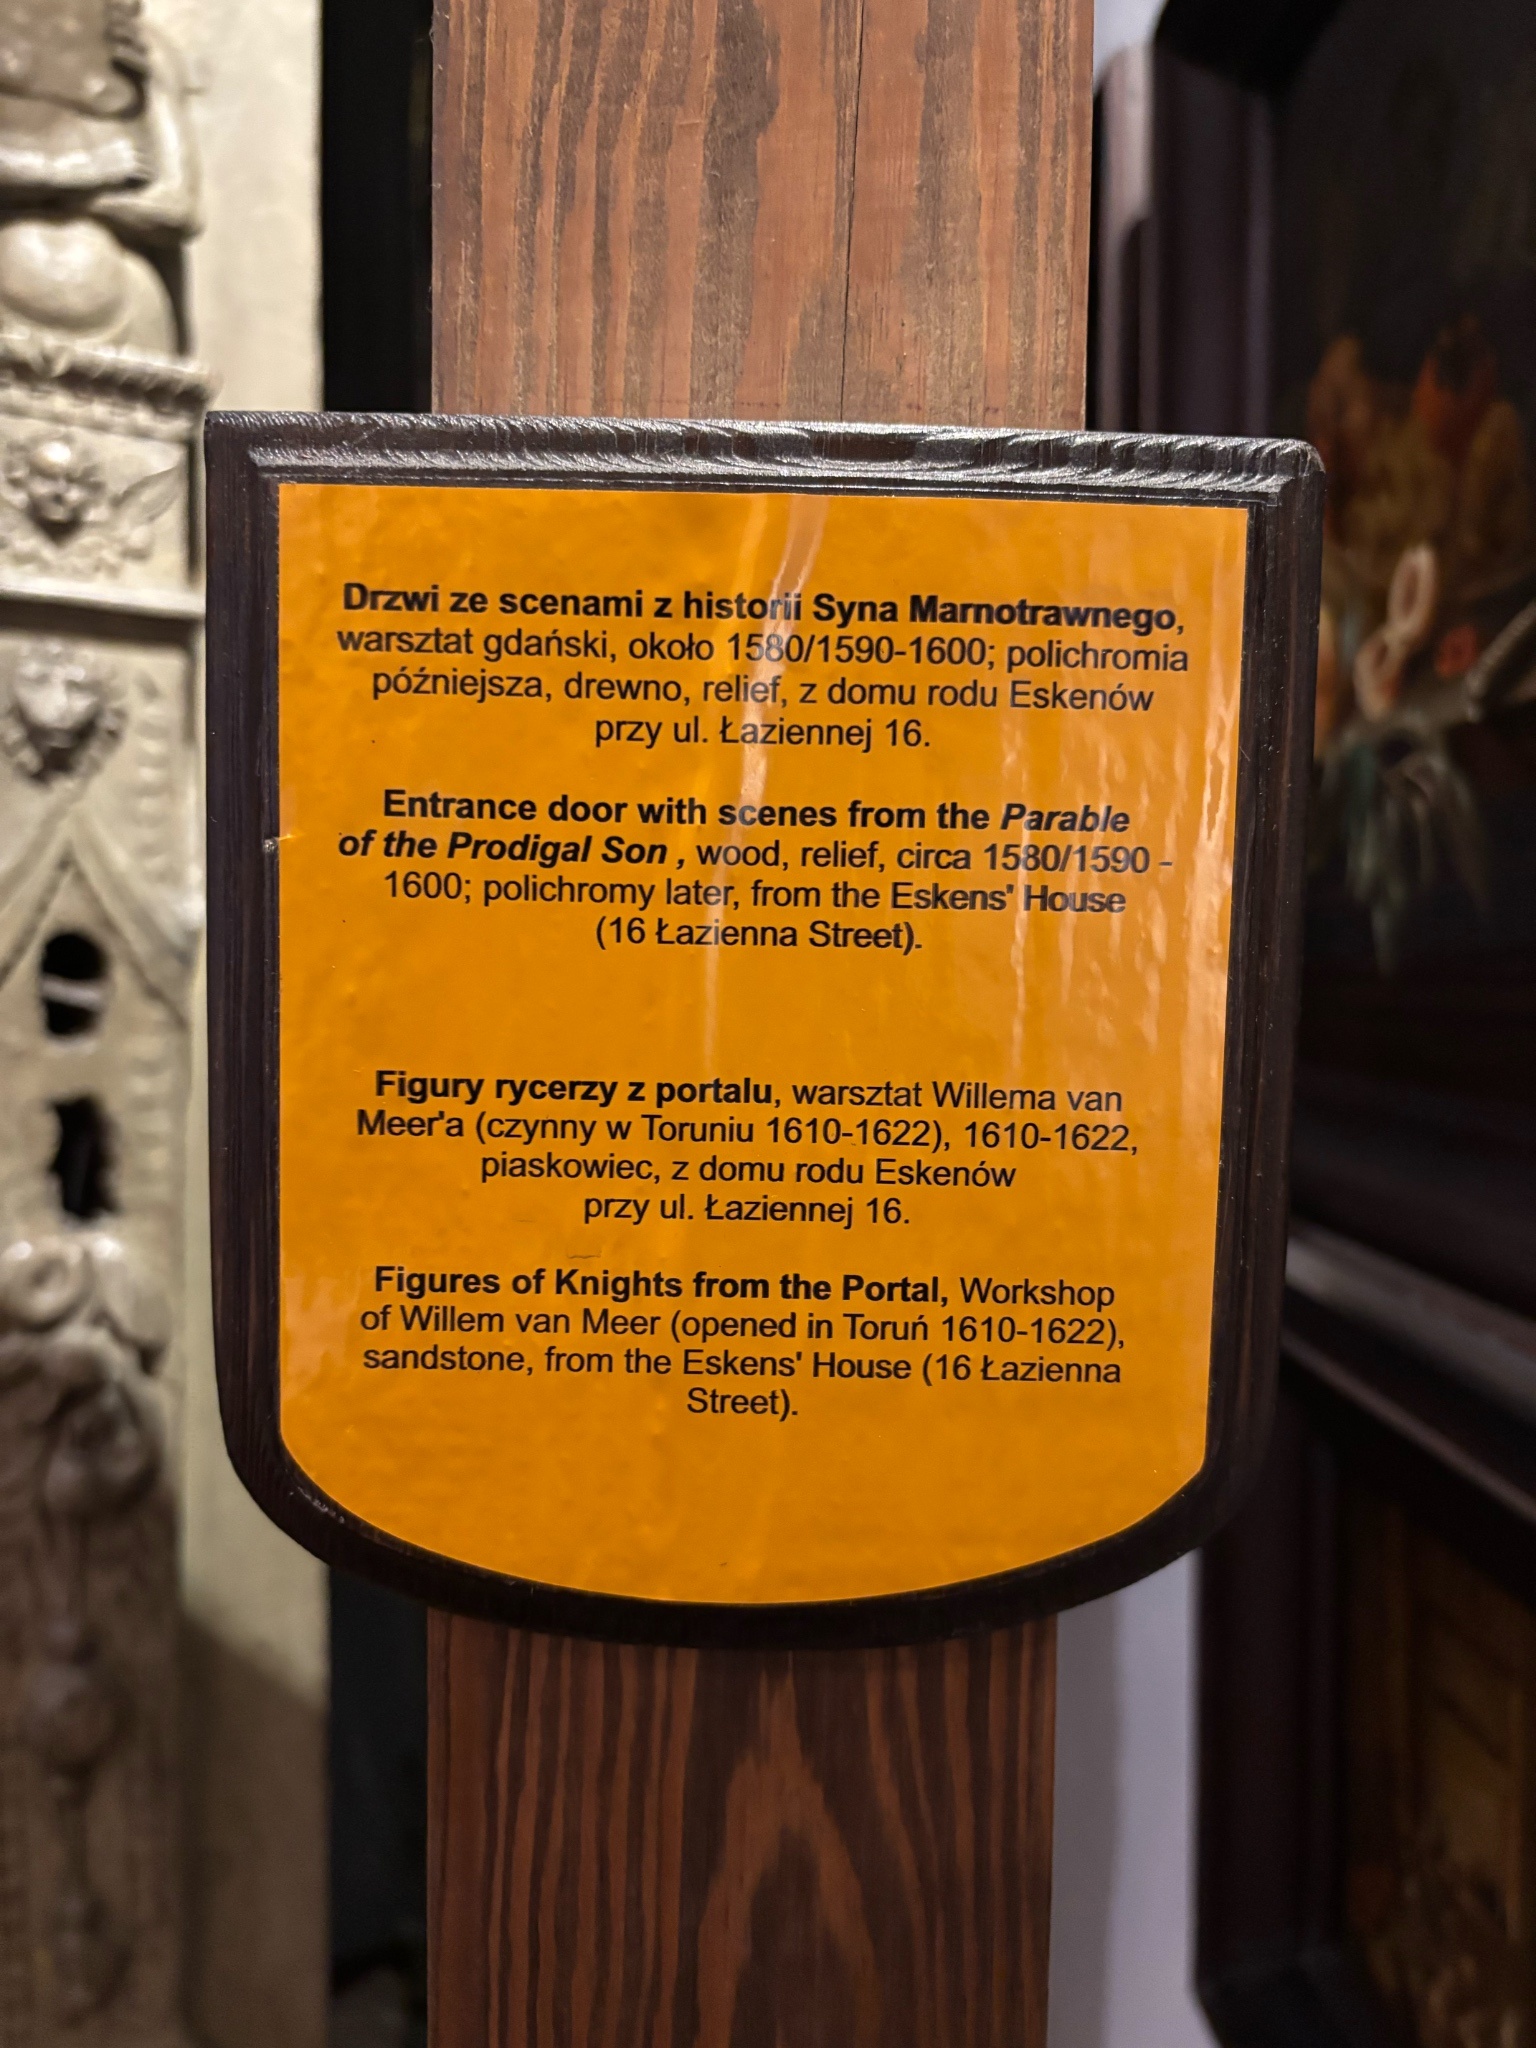 Drzwi ze scenami z historii Syna Marnotrawnego,
warsztat gdański, około 1580/1590-1600; polichromia
późniejsza, drewno, relief, z domu rodu Eskenów
przy ul. Łaziennej 16.
Entrance door with scenes from the Parable
of the Prodigal Son , wood, relief, circa 1580/1590 -
1600; polichromy later, from the Eskens' House
(16 Łazienna Street).
Figury rycerzy z portalu, warsztat Willema van
Meer'a (czynny w Toruniu 1610-1622), 1610-1622,
piaskowiec, z domu rodu Eskenów
przy ul. Łaziennej 16.
Figures of Knights from the Portal, Workshop
of Willem van Meer (opened in Toruń 1610-1622),
sandstone, from the Eskens' House (16 Łazienna
Street).